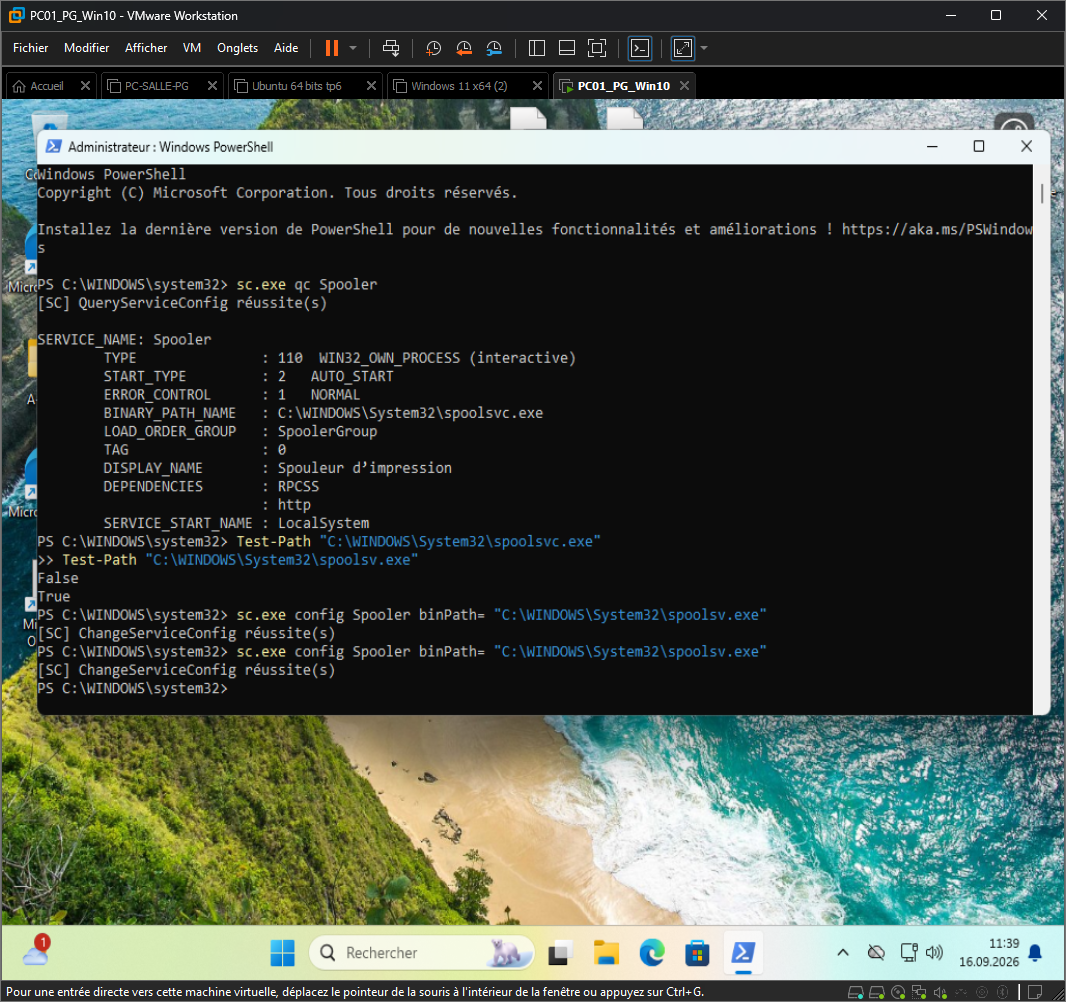 PC01_PG_Win10 - VMware Workstation
Fichier Modifier Afficher VM Onglets Aide
Accueil
PC-SALLE-PG
Ubuntu 64 bits tp6
Windows 11 x64 (2)
PC01_PG_Win10
Administrateur : Windows PowerShell
Windows PowerShell
Copyright (C) Microsoft Corporation. Tous droits réservés.
Installez la dernière version de PowerShell pour de nouvelles fonctionnalités et améliorations ! https://aka.ms/PSWindow
s
PS C:\WINDOWS\system32> sc.exe qc Spooler
[SC] QueryServiceConfig réussite(s)
SERVICE_NAME: Spooler
TYPE : 110 WIN32_OWN_PROCESS (interactive)
START_TYPE : 2 AUTO_START
ERROR_CONTROL : 1 NORMAL
BINARY_PATH_NAME : C:\WINDOWS\System32\spoolsvc.exe
LOAD_ORDER_GROUP : SpoolerGroup
TAG : 0
DISPLAY_NAME : Spouleur d’impression
DEPENDENCIES : RPCSS
: http
SERVICE_START_NAME : LocalSystem
PS C:\WINDOWS\system32> Test-Path "C:\WINDOWS\System32\spoolsvc.exe"
>> Test-Path "C:\WINDOWS\System32\spoolsv.exe"
False
True
PS C:\WINDOWS\system32> sc.exe config Spooler binPath= "C:\WINDOWS\System32\spoolsv.exe"
[SC] ChangeServiceConfig réussite(s)
PS C:\WINDOWS\system32> sc.exe config Spooler binPath= "C:\WINDOWS\System32\spoolsv.exe"
[SC] ChangeServiceConfig réussite(s)
PS C:\WINDOWS\system32>
1
Rechercher
11:39
16.09.2026
Pour une entrée directe vers cette machine virtuelle, déplacez le pointeur de la souris à l'intérieur de la fenêtre ou appuyez sur Ctrl+G.